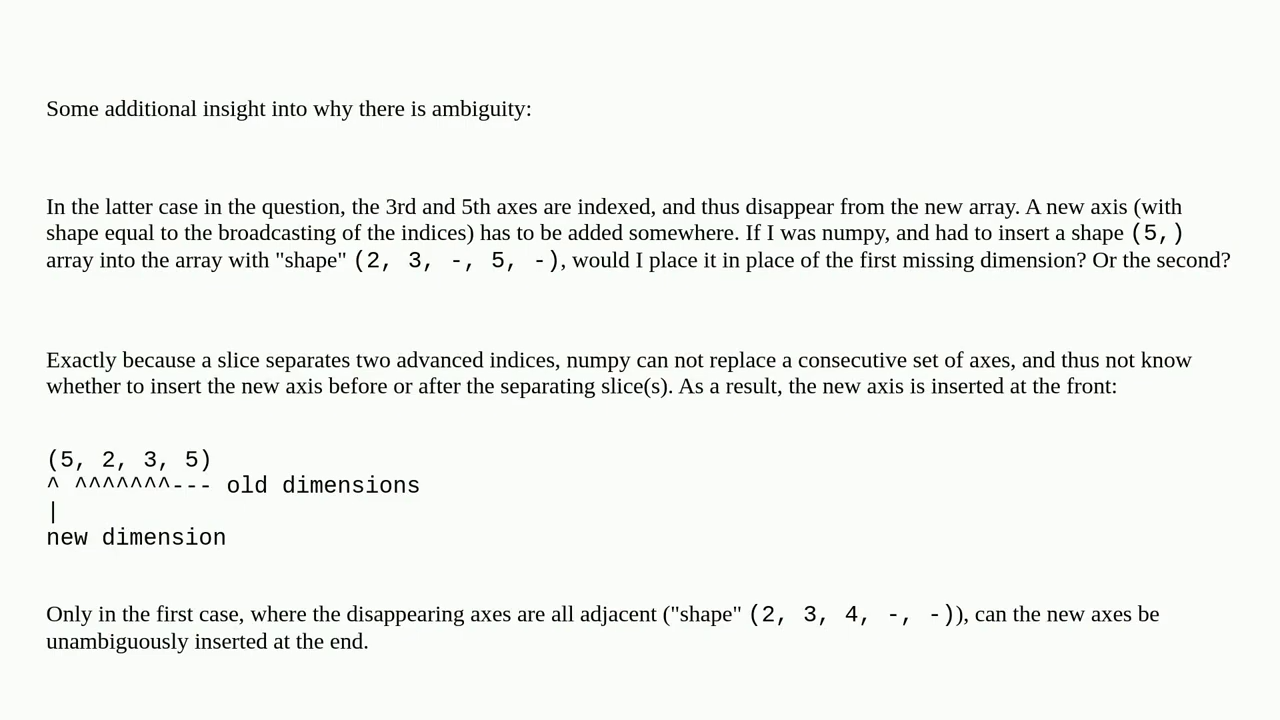 Some additional insight into why there is ambiguity:
In the latter case in the question, the 3rd and 5th axes are indexed, and thus disappear from the new array. A new axis (with
shape equal to the broadcasting of the indices) has to be added somewhere. If I was numpy, and had to insert a shape (5,)
array into the array with "shape" (2, 3, -, 5, -), would I place it in place of the first missing dimension? Or the second?
Exactly because a slice separates two advanced indices, numpy can not replace a consecutive set of axes, and thus not know
whether to insert the new axis before or after the separating slice(s). As a result, the new axis is inserted at the front:
(5, 2, 3, 5)
^ ^^^^^^^--- old dimensions
|
new dimension
Only in the first case, where the disappearing axes are all adjacent ("shape" (2, 3, 4, -, -)), can the new axes be
unambiguously inserted at the end.